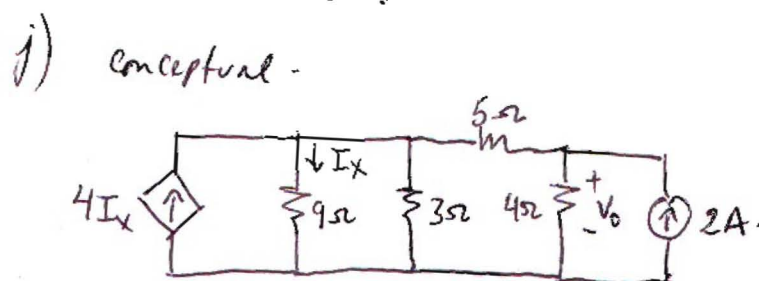 j) conceptual.
5Ω
↓ Ix
4Ix
9Ω
3Ω
4Ω
+
Vo
-
2A.